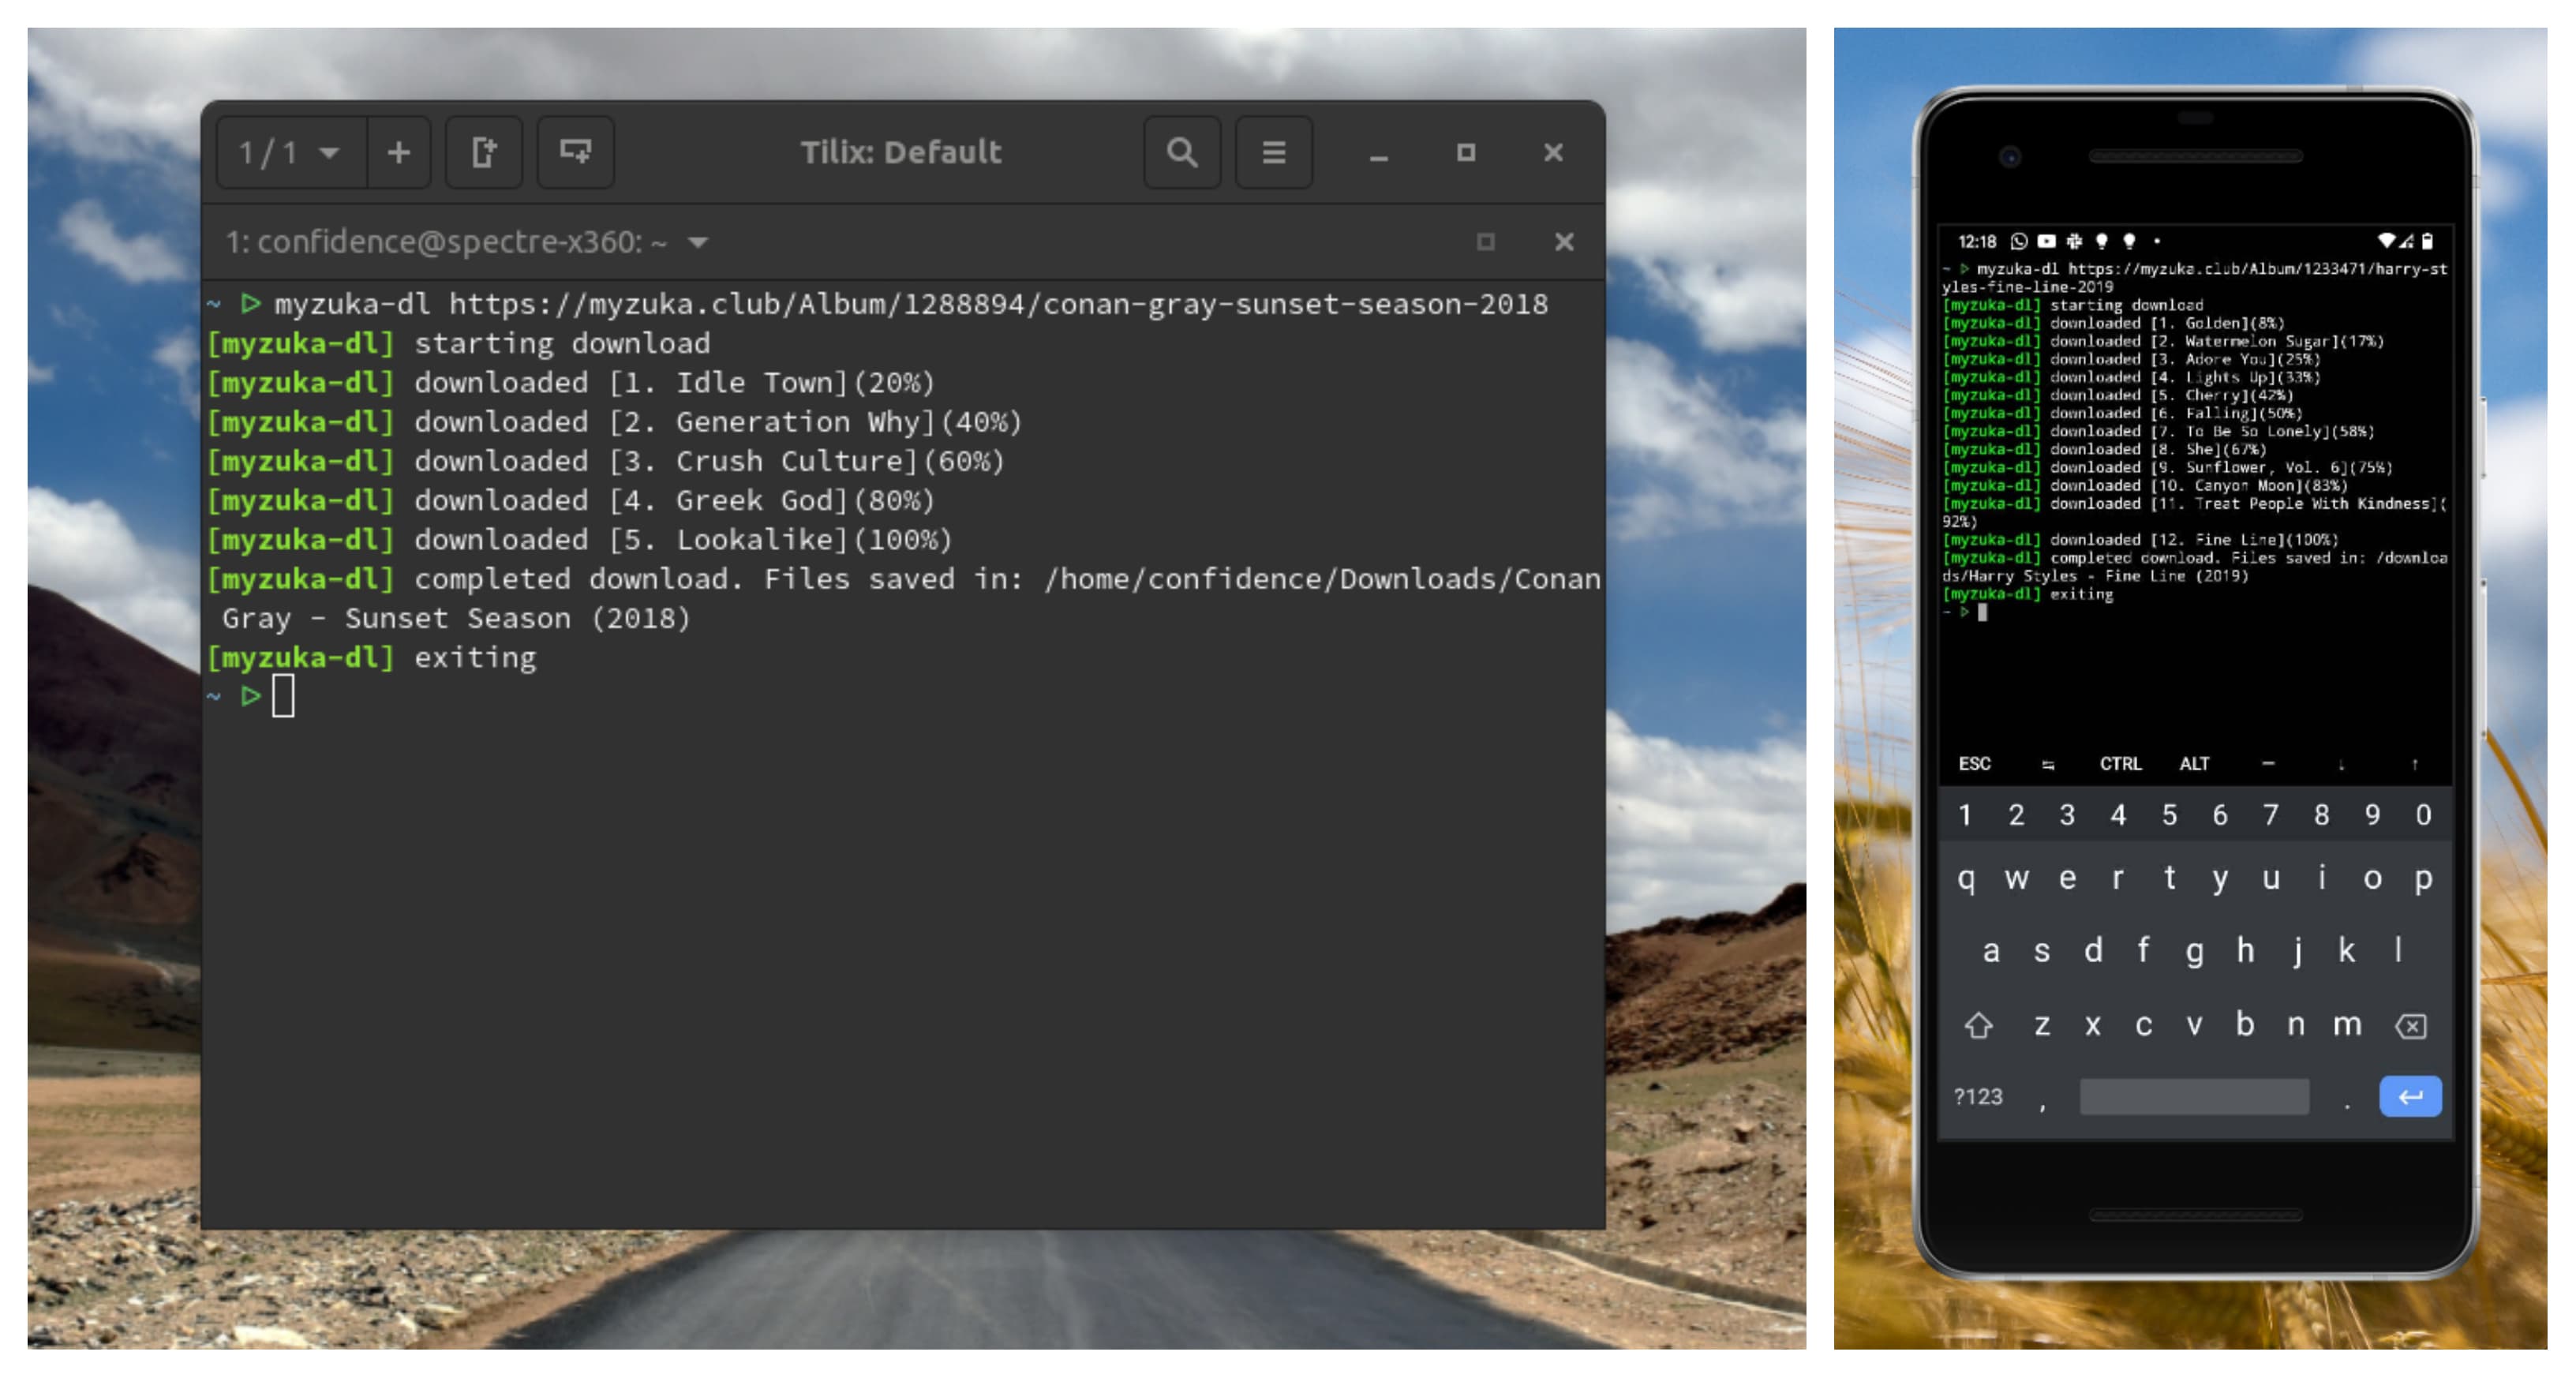 1 / 1
Tilix: Default
1: confidence@spectre-x360: ~
~ ▷ myzuka-dl https://myzuka.club/Album/1288894/conan-gray-sunset-season-2018
[myzuka-dl] starting download
[myzuka-dl] downloaded [1. Idle Town](20%)
[myzuka-dl] downloaded [2. Generation Why](40%)
[myzuka-dl] downloaded [3. Crush Culture](60%)
[myzuka-dl] downloaded [4. Greek God](80%)
[myzuka-dl] downloaded [5. Lookalike](100%)
[myzuka-dl] completed download. Files saved in: /home/confidence/Downloads/Conan
Gray - Sunset Season (2018)
[myzuka-dl] exiting
~ ▷
12:18
~ ▷ myzuka-dl https://myzuka.club/Album/1233471/harry-st
yles-fine-line-2019
[myzuka-dl] starting download
[myzuka-dl] downloaded [1. Golden](8%)
[myzuka-dl] downloaded [2. Watermelon Sugar](17%)
[myzuka-dl] downloaded [3. Adore You](25%)
[myzuka-dl] downloaded [4. Lights Up](33%)
[myzuka-dl] downloaded [5. Cherry](42%)
[myzuka-dl] downloaded [6. Falling](50%)
[myzuka-dl] downloaded [7. To Be So Lonely](58%)
[myzuka-dl] downloaded [8. She](67%)
[myzuka-dl] downloaded [9. Sunflower, Vol. 6](75%)
[myzuka-dl] downloaded [10. Canyon Moon](83%)
[myzuka-dl] downloaded [11. Treat People With Kindness](
92%)
[myzuka-dl] downloaded [12. Fine Line](100%)
[myzuka-dl] completed download. Files saved in: /downloa
ds/Harry Styles - Fine Line (2019)
[myzuka-dl] exiting
~ ▷
ESC ⇆ CTRL ALT — ↓ ↑
1 2 3 4 5 6 7 8 9 0
q w e r t y u i o p
a s d f g h j k l
z x c v b n m
?123 , .